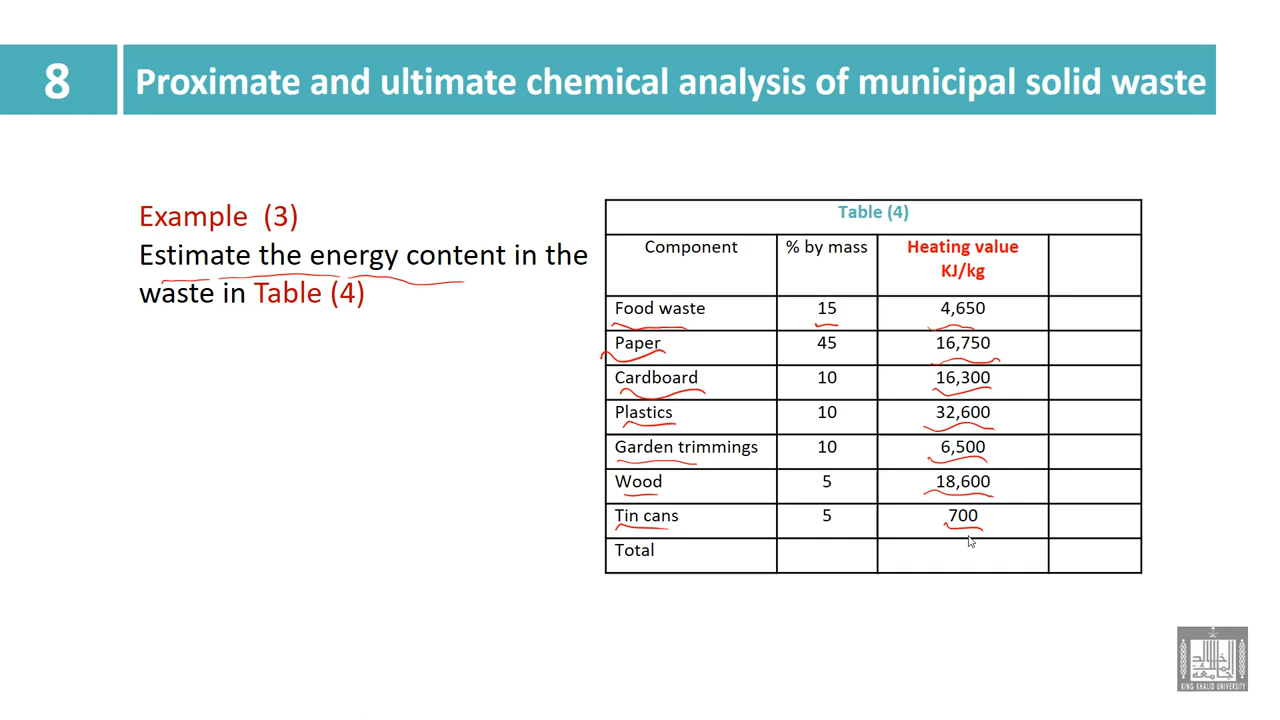 8
Proximate and ultimate chemical analysis of municipal solid waste
Example (3)
Estimate the energy content in the
waste in Table (4)
Table (4)
Component % by mass Heating value
KJ/kg
Food waste 15 4,650
Paper 45 16,750
Cardboard 10 16,300
Plastics 10 32,600
Garden trimmings 10 6,500
Wood 5 18,600
Tin cans 5 700
Total
KING KHALID UNIVERSITY